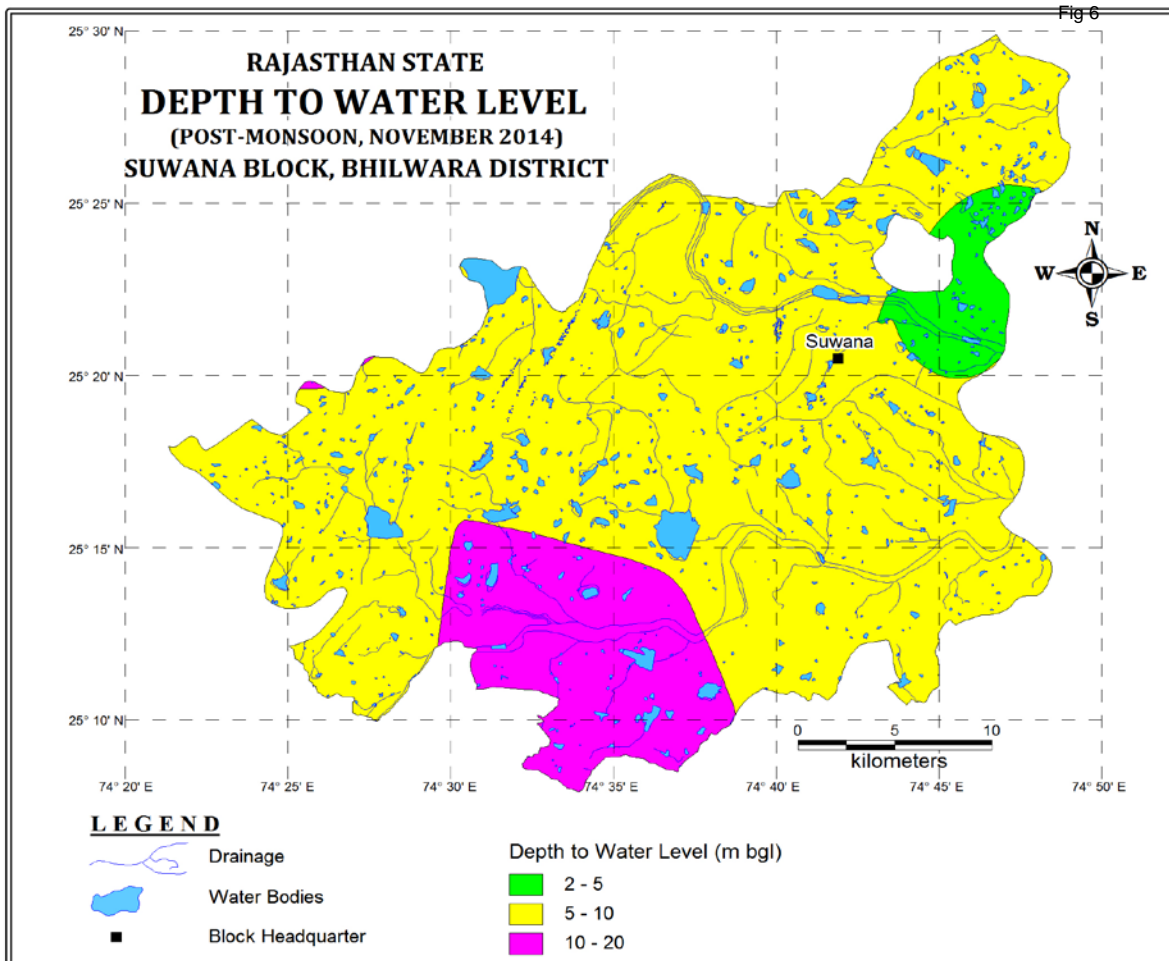 Fig 6
RAJASTHAN STATE
DEPTH TO WATER LEVEL
(POST-MONSOON, NOVEMBER 2014)
SUWANA BLOCK, BHILWARA DISTRICT
25° 30' N
25° 25' N
25° 20' N
25° 15' N
25° 10' N
N
W E
S
Suwana
0 5 10
kilometers
74° 20' E 74° 25' E 74° 30' E 74° 35' E 74° 40' E 74° 45' E 74° 50' E
LEGEND
Drainage
Water Bodies
Block Headquarter
Depth to Water Level (m bgl)
2 - 5
5 - 10
10 - 20